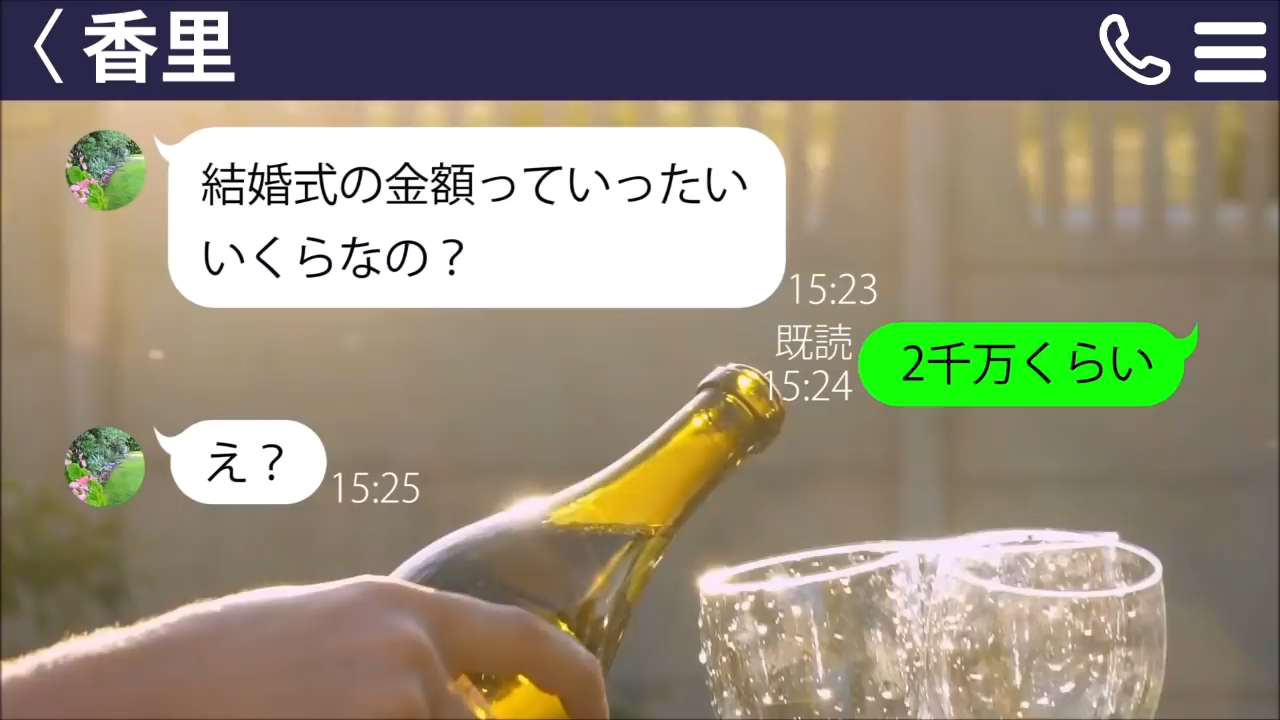 香里
結婚式の金額っていったい
いくらなの？
15:23
既読
15:24
2千万くらい
え？
15:25